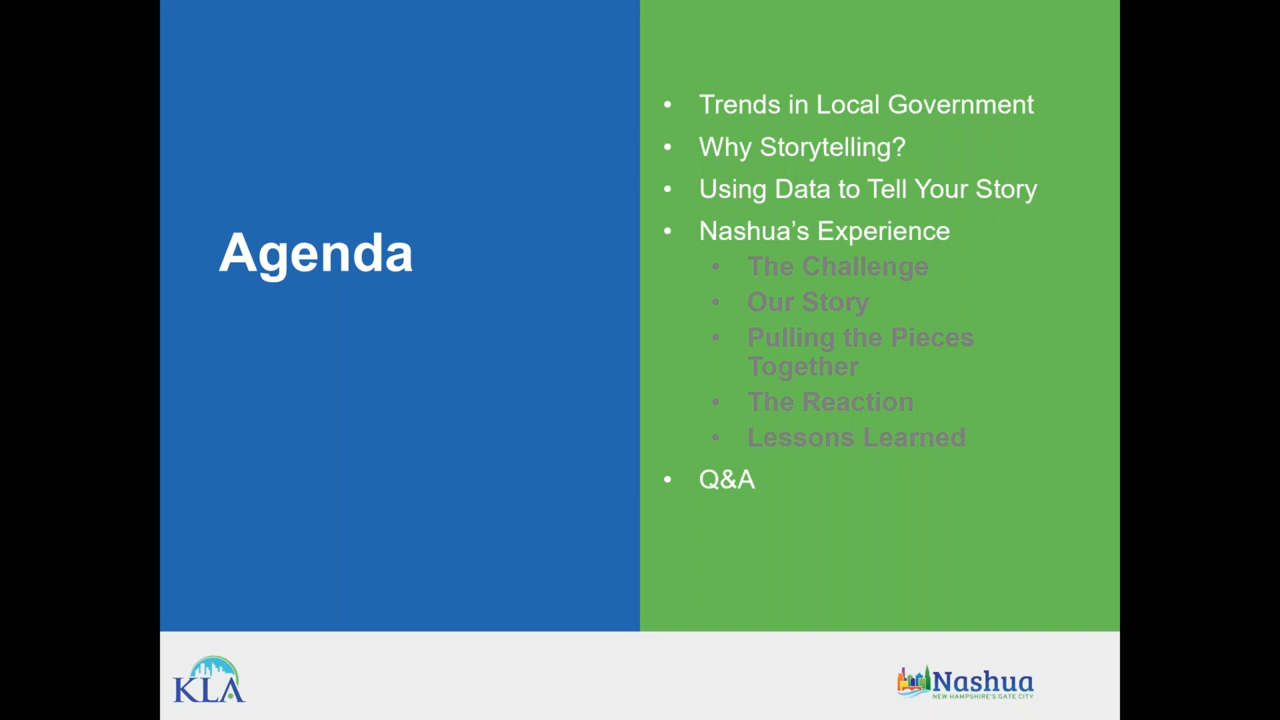 Agenda
• Trends in Local Government
• Why Storytelling?
• Using Data to Tell Your Story
• Nashua’s Experience
• The Challenge
• Our Story
• Pulling the Pieces
Together
• The Reaction
• Lessons Learned
• Q&A
KLA
Nashua
NEW HAMPSHIRE'S GATE CITY